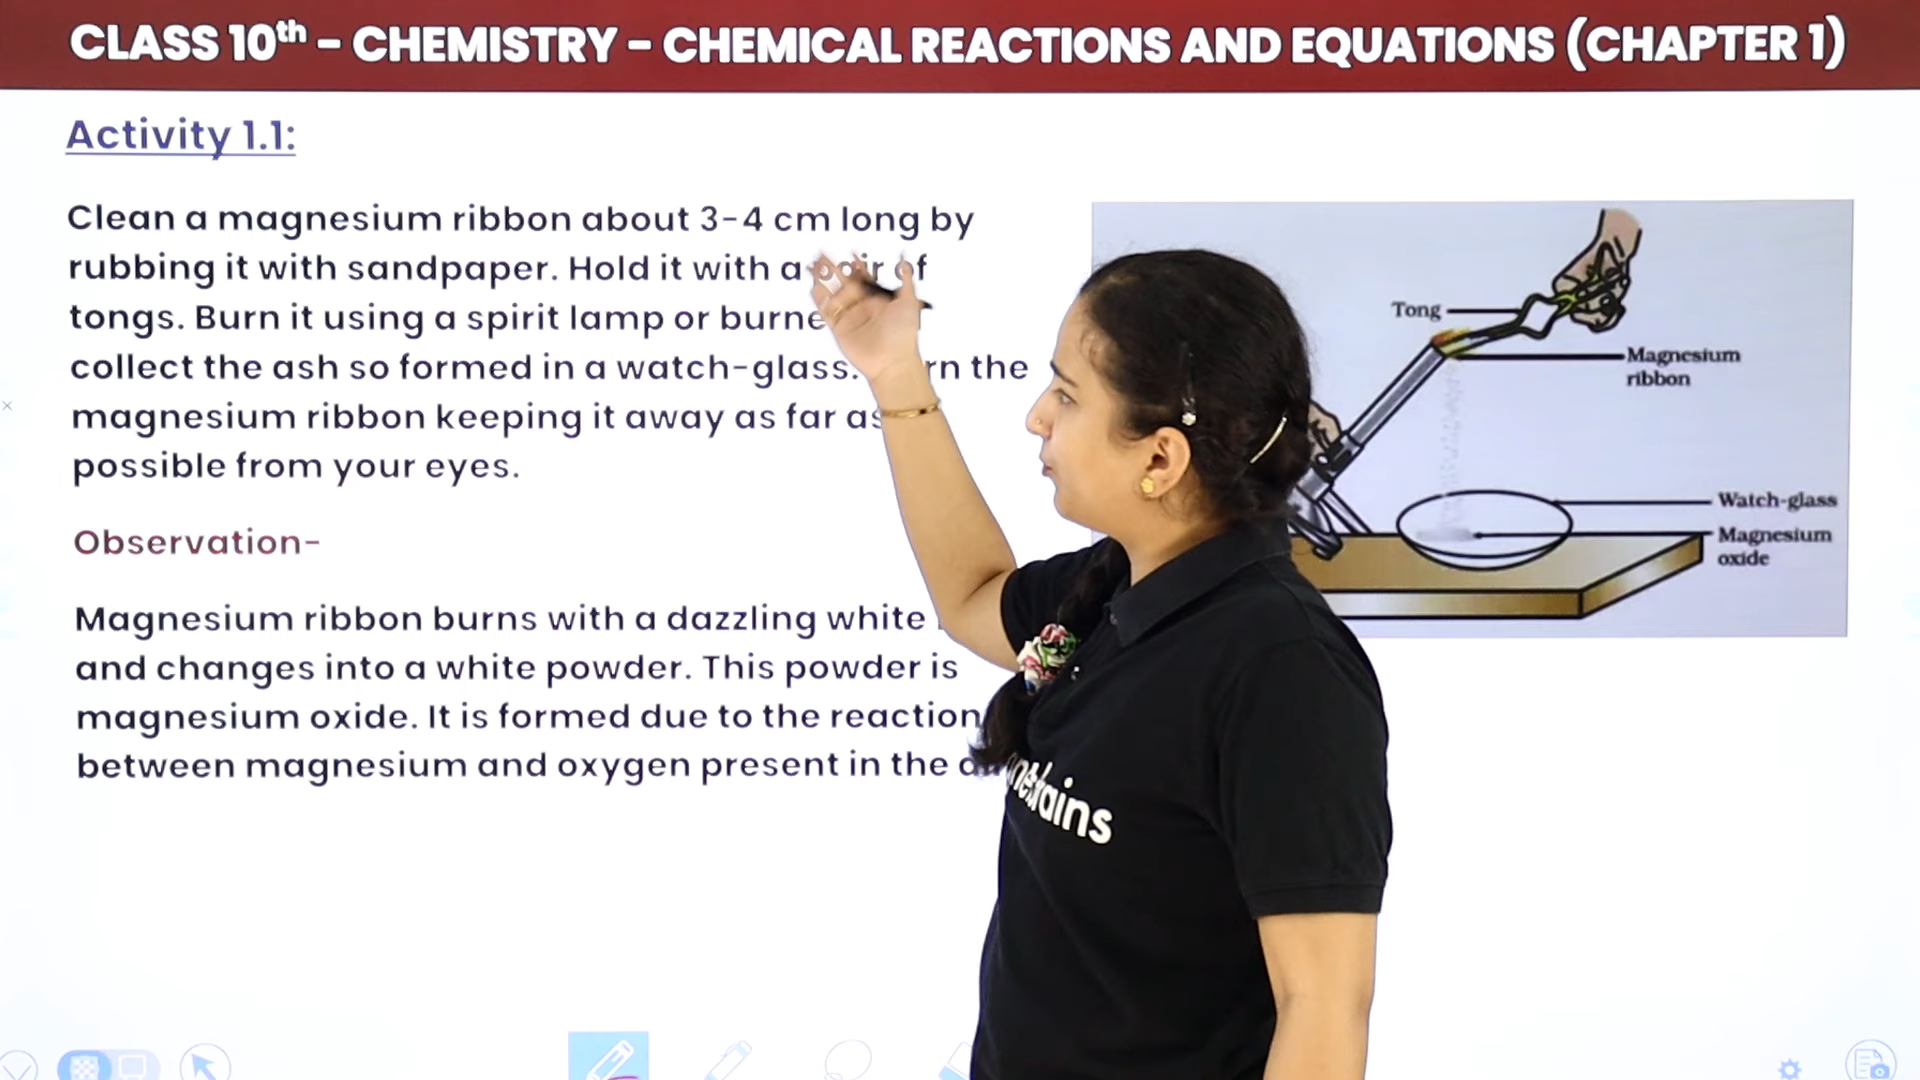 CLASS 10th - CHEMISTRY - CHEMICAL REACTIONS AND EQUATIONS (CHAPTER 1)
Activity 1.1:
Clean a magnesium ribbon about 3-4 cm long by
rubbing it with sandpaper. Hold it with a pair of
tongs. Burn it using a spirit lamp or
collect the ash so formed in a watch-glass. the
magnesium ribbon keeping it away as far as
possible from your eyes.
Observation-
Magnesium ribbon burns with a dazzling white
and changes into a white powder. This powder is
magnesium oxide. It is formed due to the reaction
between magnesium and oxygen present in the
Tong
Magnesium
ribbon
Watch-glass
Magnesium
oxide